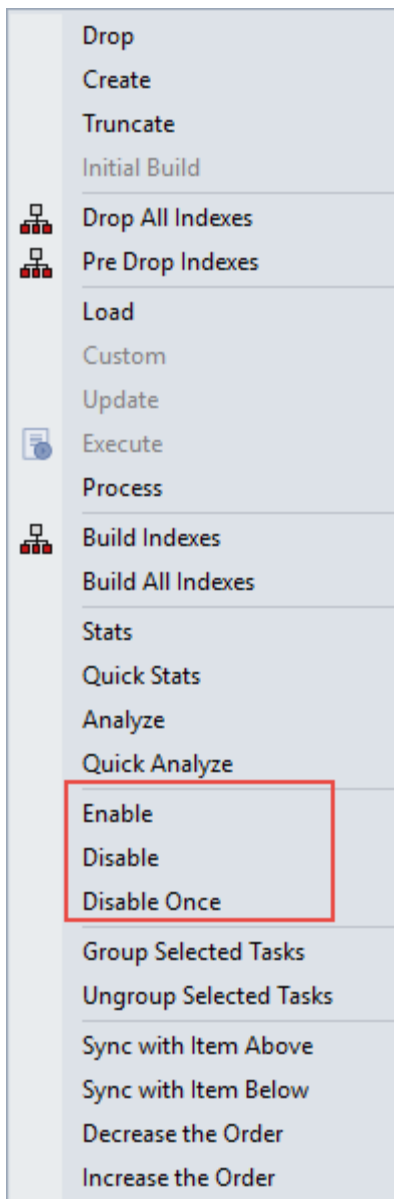 Drop
Create
Truncate
Initial Build
Drop All Indexes
Pre Drop Indexes
Load
Custom
Update
Execute
Process
Build Indexes
Build All Indexes
Stats
Quick Stats
Analyze
Quick Analyze
Enable
Disable
Disable Once
Group Selected Tasks
Ungroup Selected Tasks
Sync with Item Above
Sync with Item Below
Decrease the Order
Increase the Order